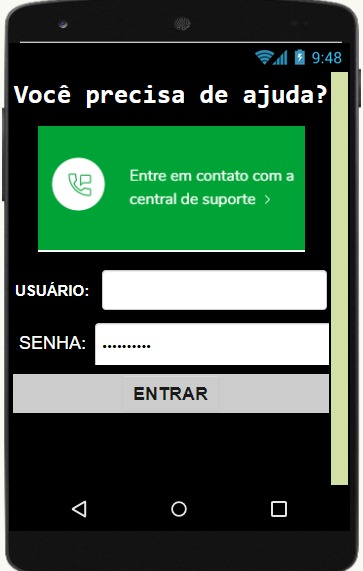 9:48
Você precisa de ajuda?
Entre em contato com a
central de suporte >
USUÁRIO:
SENHA: ••••••••••
ENTRAR